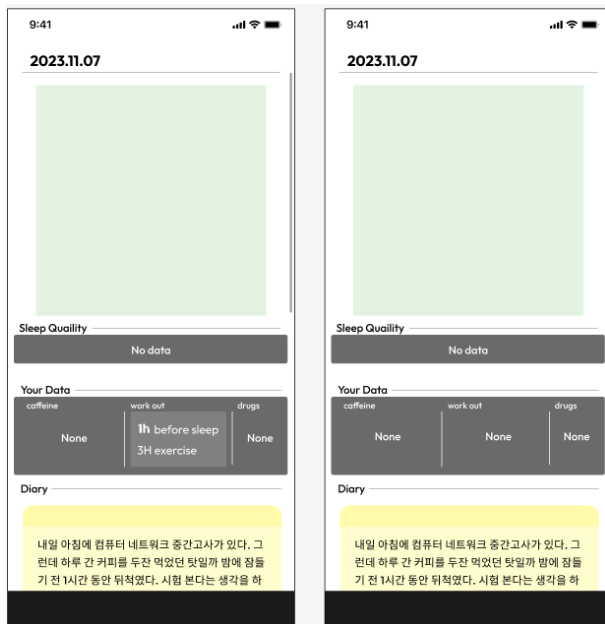 9:41
2023.11.07
Sleep Quaility
No data
Your Data
caffeine work out drugs
None
1h before sleep
3H exercise
None
Diary
내일 아침에 컴퓨터 네트워크 중간고사가 있다. 그
런데 하루 간 커피를 두잔 먹었던 탓일까 밤에 잠들
기 전 1시간 동안 뒤척였다. 시험 본다는 생각을 하
9:41
2023.11.07
Sleep Quaility
No data
Your Data
caffeine work out drugs
None None None
Diary
내일 아침에 컴퓨터 네트워크 중간고사가 있다. 그
런데 하루 간 커피를 두잔 먹었던 탓일까 밤에 잠들
기 전 1시간 동안 뒤척였다. 시험 본다는 생각을 하